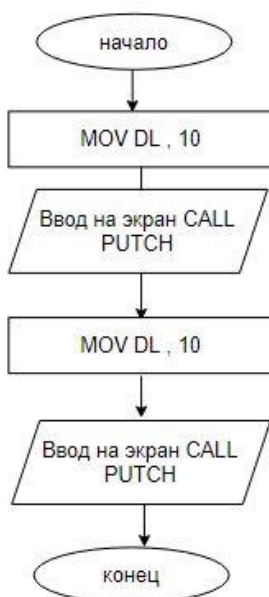 начало
MOV DL , 10
Ввод на экран CALL
PUTCH
MOV DL , 10
Ввод на экран CALL
PUTCH
конец